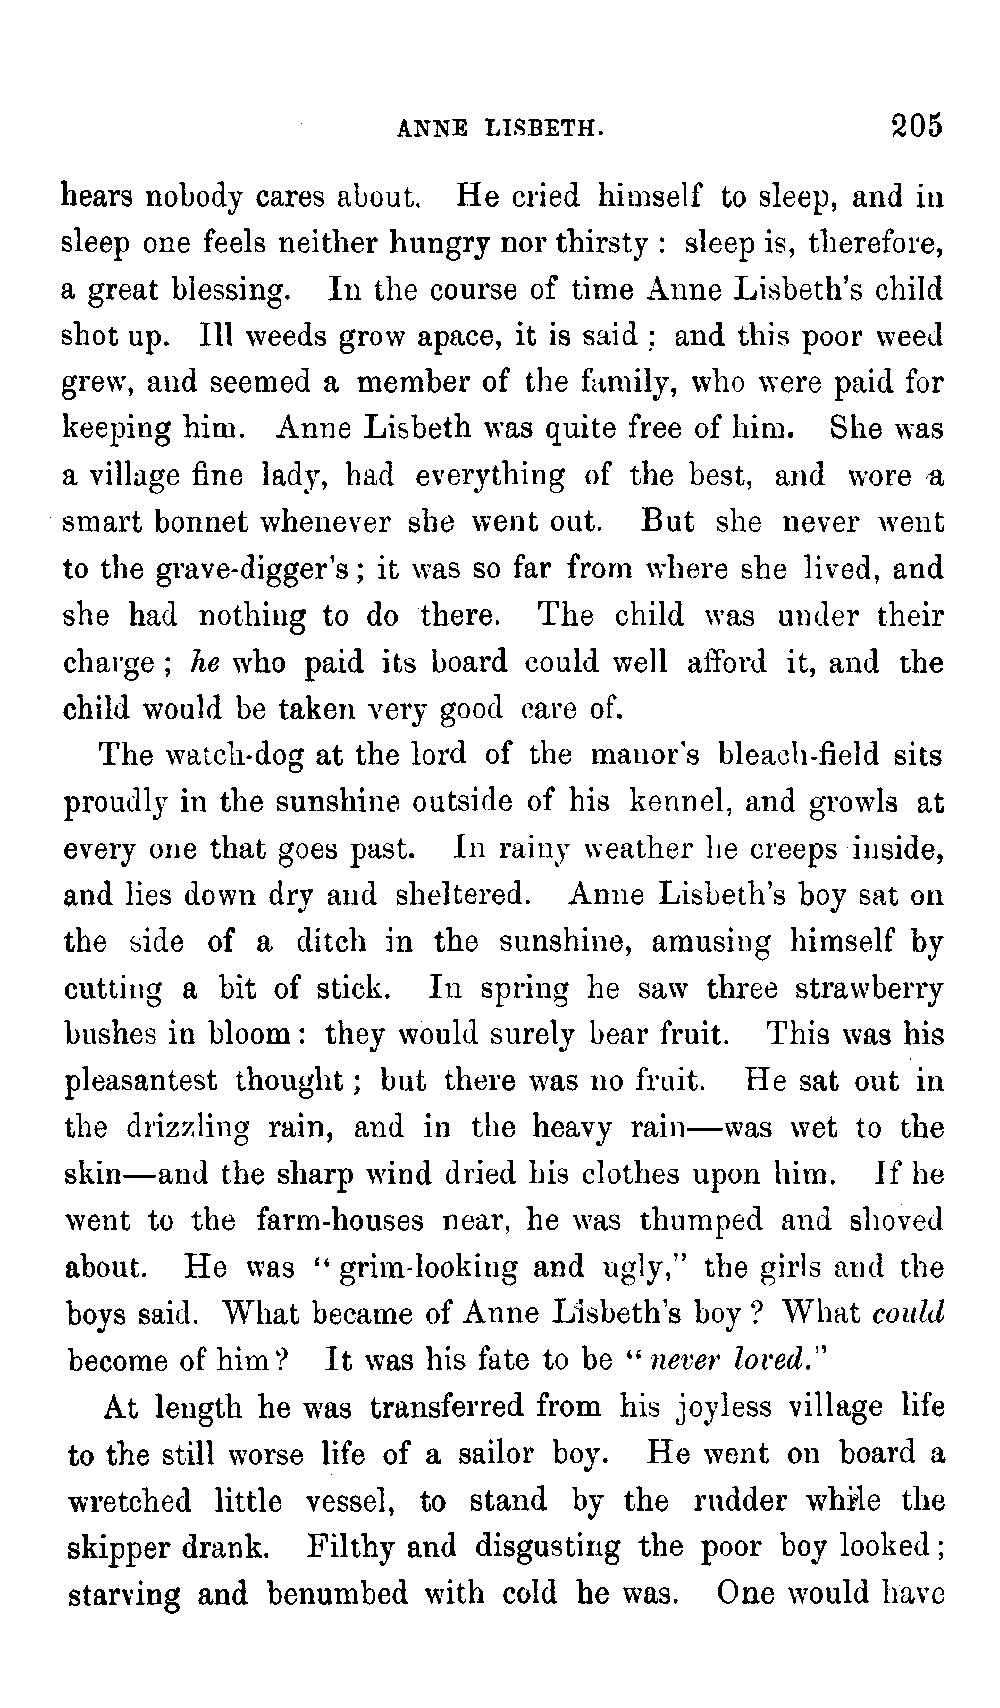 ANNE LISBETH. 205
hears nobody cares about. He cried himself to sleep, and in
sleep one feels neither hungry nor thirsty : sleep is, therefore,
a great blessing. In the course of time Anne Lisbeth's child
shot up. Ill weeds grow apace, it is said ; and this poor weed
grew, and seemed a member of the family, who were paid for
keeping him. Anne Lisbeth was quite free of him. She was
a village fine lady, had everything of the best, and wore a
smart bonnet whenever she went out. But she never went
to the grave-digger's ; it was so far from where she lived, and
she had nothing to do there. The child was under their
charge ; he who paid its board could well afford it, and the
child would be taken very good care of.
The watch-dog at the lord of the manor's bleach-field sits
proudly in the sunshine outside of his kennel, and growls at
every one that goes past. In rainy weather he creeps inside,
and lies down dry and sheltered. Anne Lisbeth's boy sat on
the side of a ditch in the sunshine, amusing himself by
cutting a bit of stick. In spring he saw three strawberry
bushes in bloom : they would surely bear fruit. This was his
pleasantest thought ; but there was no fruit. He sat out in
the drizzling rain, and in the heavy rain—was wet to the
skin—and the sharp wind dried his clothes upon him. If he
went to the farm-houses near, he was thumped and shoved
about. He was " grim-looking and ugly," the girls and the
boys said. What became of Anne Lisbeth's boy ? What could
become of him ? It was his fate to be " never loved."
At length he was transferred from his joyless village life
to the still worse life of a sailor boy. He went on board a
wretched little vessel, to stand by the rudder while the
skipper drank. Filthy and disgusting the poor boy looked ;
starving and benumbed with cold he was. One would have